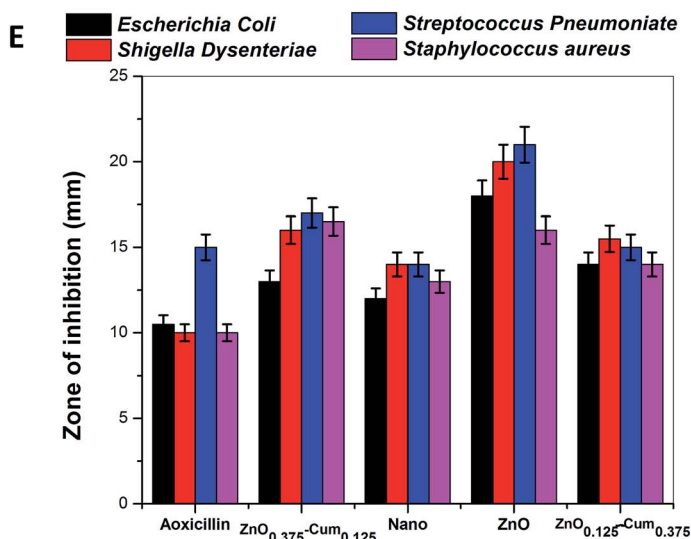 E
Escherichia Coli
Streptococcus Pneumoniate
Shigella Dysenteriae
Staphylococcus aureus
Zone of inhibition (mm)
25
20
15
10
5
0
Aoxicillin
ZnO0.375-Cum0.125
Nano
ZnO
ZnO0.125-Cum0.375